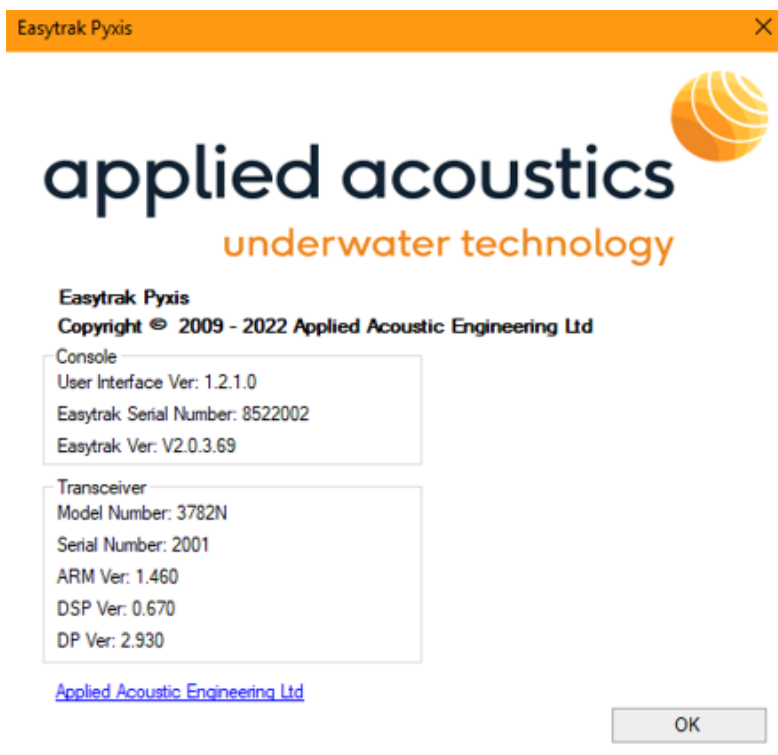 Easytrak Pyxis
applied acoustics
underwater technology
Easytrak Pyxis
Copyright © 2009 - 2022 Applied Acoustic Engineering Ltd
Console
User Interface Ver: 1.2.1.0
Easytrak Serial Number: 8522002
Easytrak Ver: V2.0.3.69
Transceiver
Model Number: 3782N
Serial Number: 2001
ARM Ver: 1.460
DSP Ver: 0.670
DP Ver: 2.930
Applied Acoustic Engineering Ltd
OK